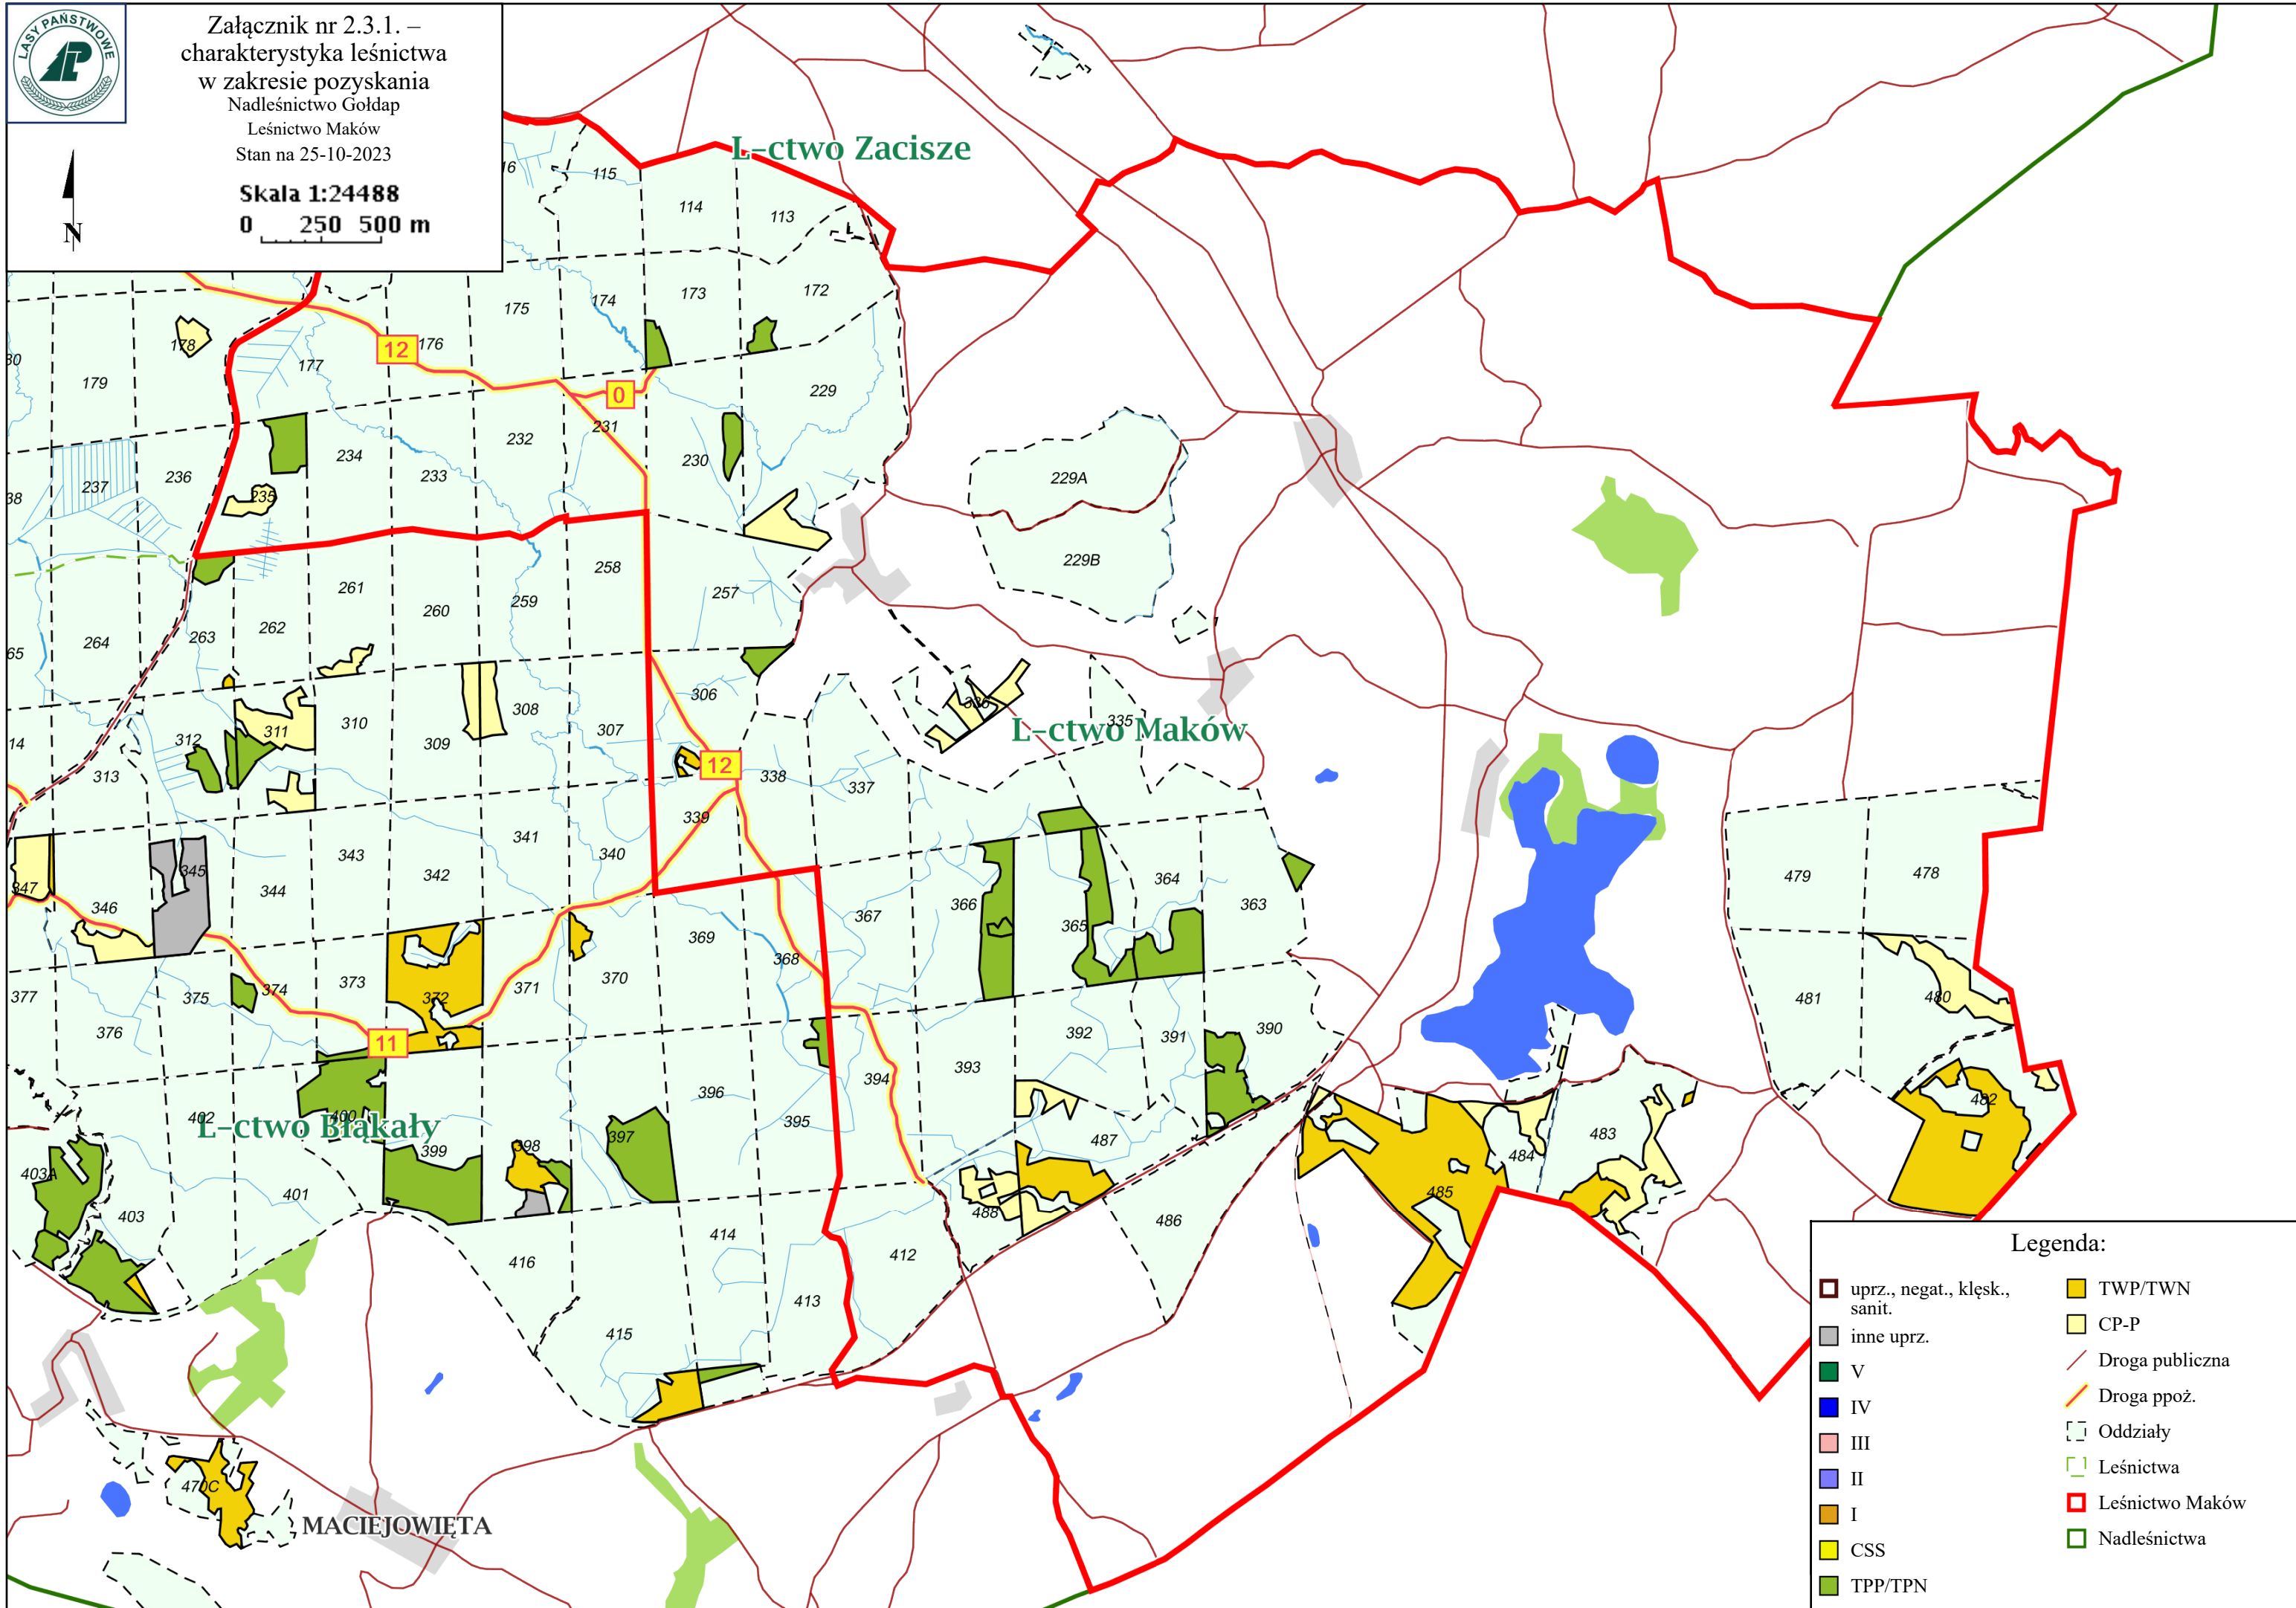 LASY PAŃSTWOWE
Załącznik nr 2.3.1. –
charakterystyka leśnictwa
w zakresie pozyskania
Nadleśnictwo Gołdap
Leśnictwo Maków
Stan na 25-10-2023
Skala 1:24488
0 250 500 m
N
L-ctwo Zacisze
16
115
114
113
175
174
173
172
178
12
176
80
179
177
0
229
231
232
234
230
236
233
229A
237
235
38
229B
258
261
257
259
260
262
263
264
65
306
336
308
335
L-ctwo Maków
310
307
311
312
14
309
12
313
338
337
339
341
343
340
345
342
364
479
478
347
344
366
363
346
367
365
369
368
370
373
372
371
374
375
377
480
481
376
392
390
391
11
393
394
396
482
400
402
L-ctwo Błąkały
395
397
483
487
398
399
484
403A
401
485
488
403
486
414
412
416
413
415
470C
MACIEJOWIĘTA
Legenda:
uprz., negat., klęsk.,
sanit.
inne uprz.
V
IV
III
II
I
CSS
TPP/TPN
TWP/TWN
CP-P
Droga publiczna
Droga ppoż.
Oddziały
Leśnictwa
Leśnictwo Maków
Nadleśnictwa